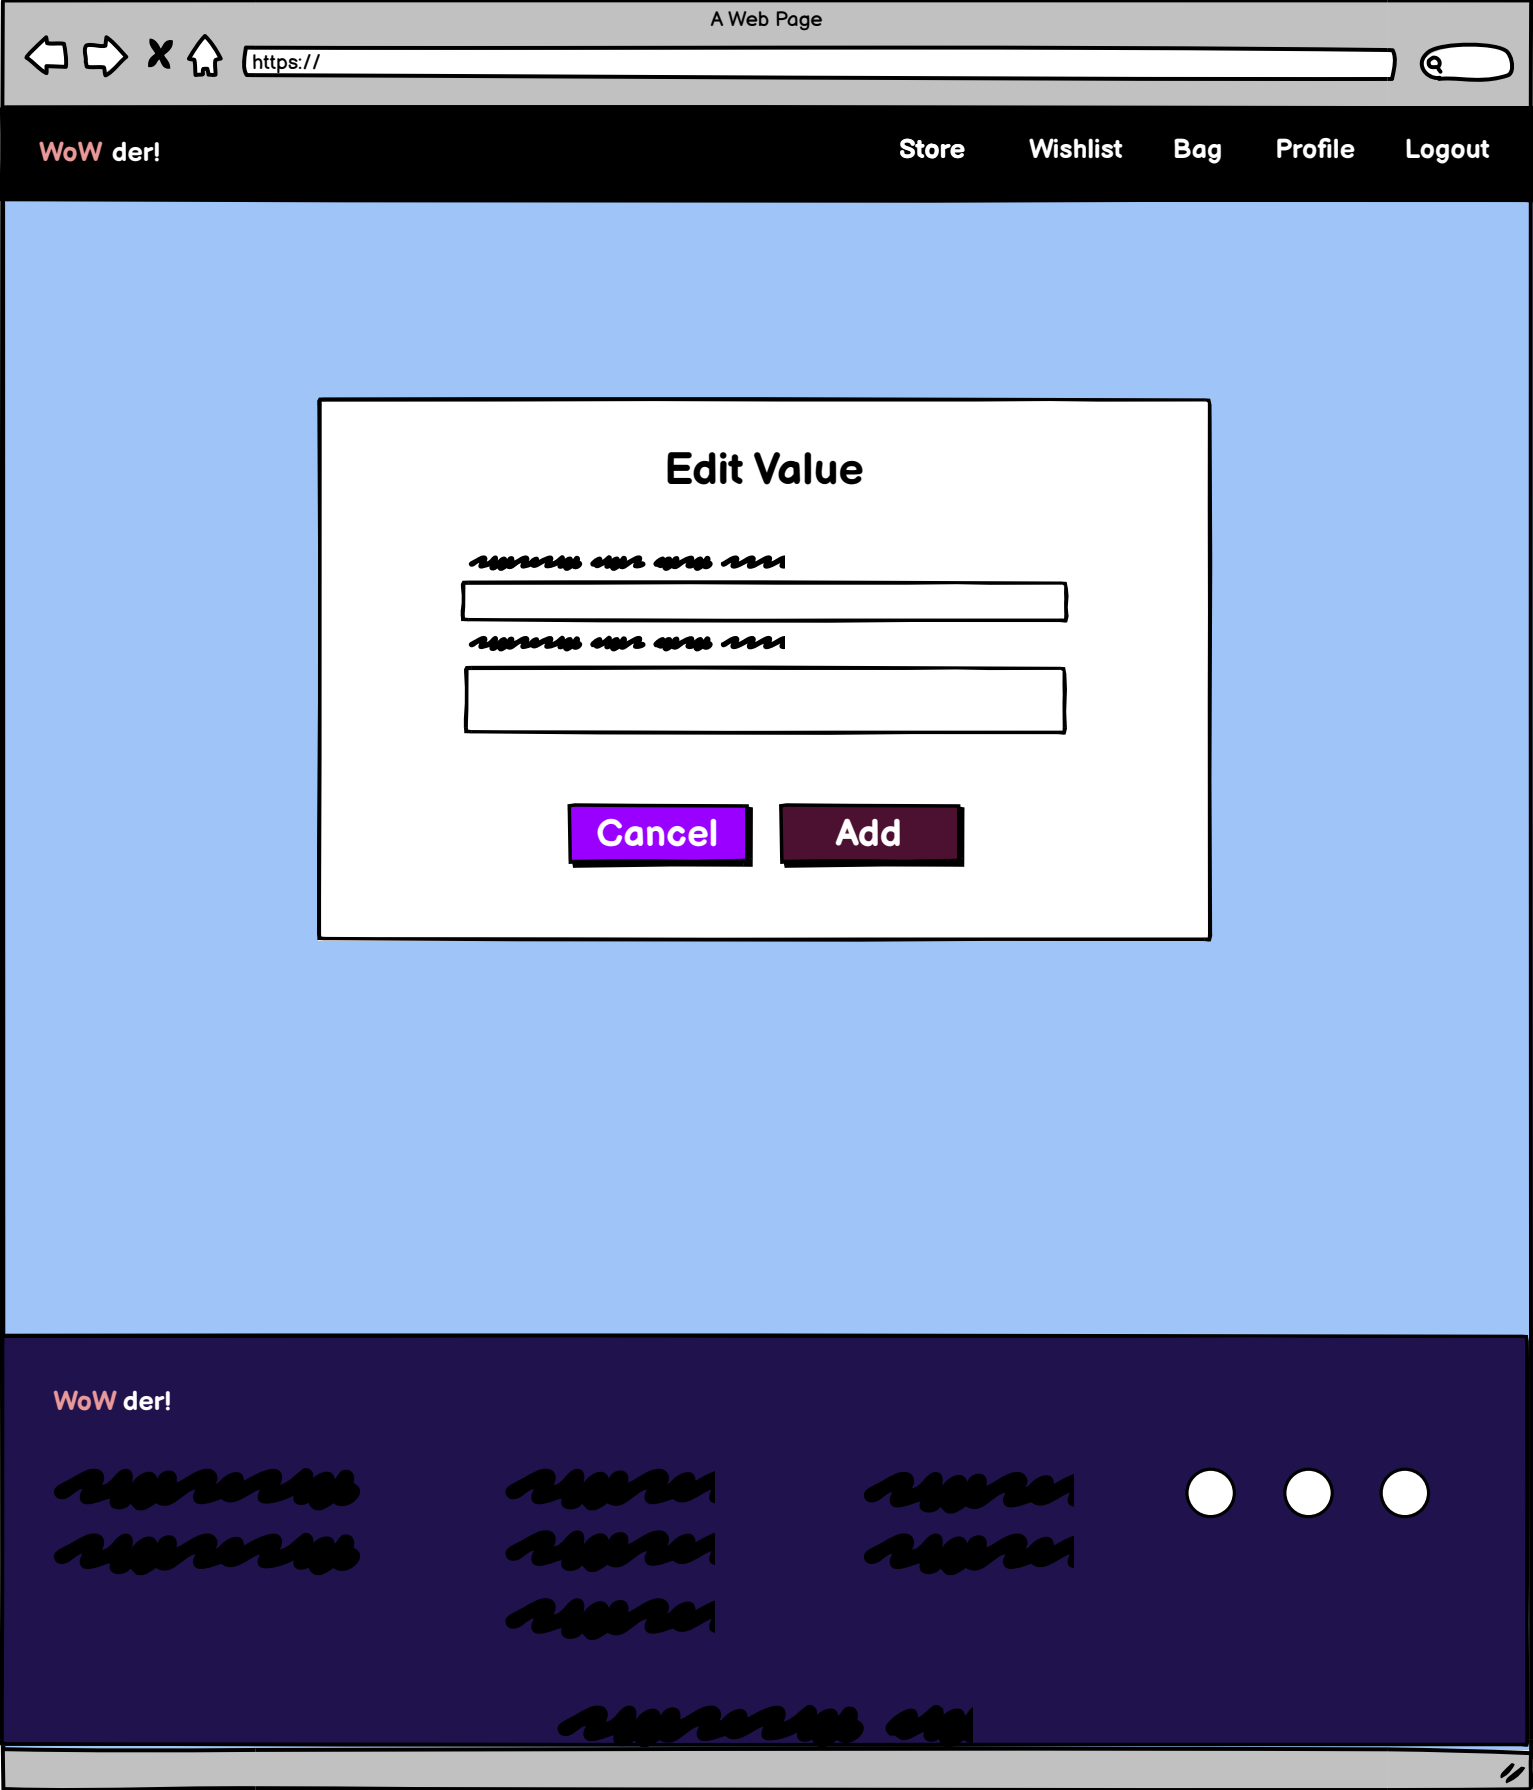 A Web Page
https://
WoW der! Store Wishlist Bag Profile Logout
Edit Value
Cancel Add
WoW der!